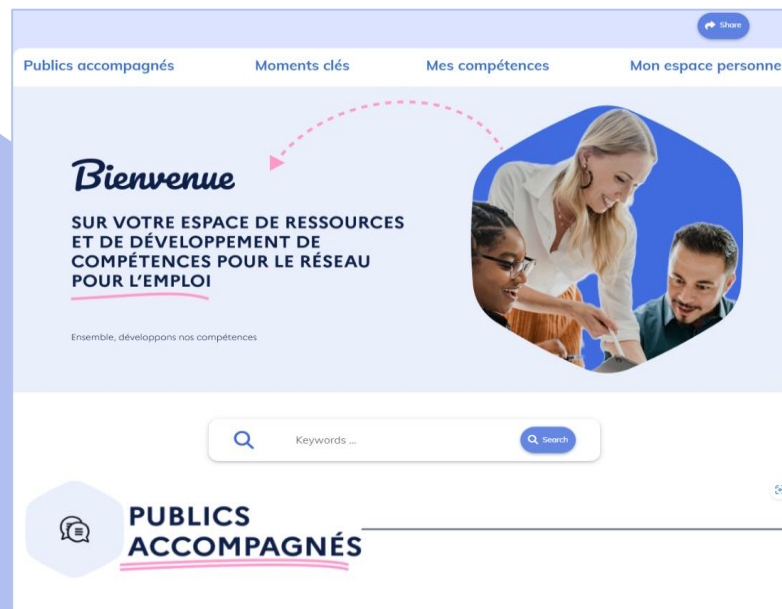 Share
Publics accompagnés Moments clés Mes compétences Mon espace personne
Bienvenue
SUR VOTRE ESPACE DE RESSOURCES
ET DE DÉVELOPPEMENT DE
COMPÉTENCES POUR LE RÉSEAU
POUR L'EMPLOI
Ensemble, développons nos compétences
Keywords ... Search
PUBLICS
ACCOMPAGNÉS